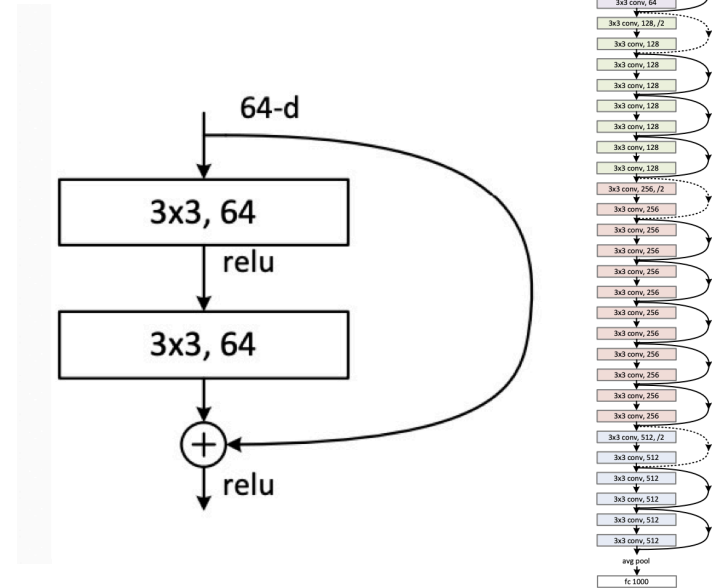 64-d
3x3, 64
relu
3x3, 64
+
relu
3x3 conv, 64
3x3 conv, 128, /2
3x3 conv, 128
3x3 conv, 128
3x3 conv, 128
3x3 conv, 128
3x3 conv, 128
3x3 conv, 128
3x3 conv, 128
3x3 conv, 256, /2
3x3 conv, 256
3x3 conv, 256
3x3 conv, 256
3x3 conv, 256
3x3 conv, 256
3x3 conv, 256
3x3 conv, 256
3x3 conv, 256
3x3 conv, 256
3x3 conv, 256
3x3 conv, 256
3x3 conv, 512, /2
3x3 conv, 512
3x3 conv, 512
3x3 conv, 512
3x3 conv, 512
3x3 conv, 512
avg pool
fc 1000